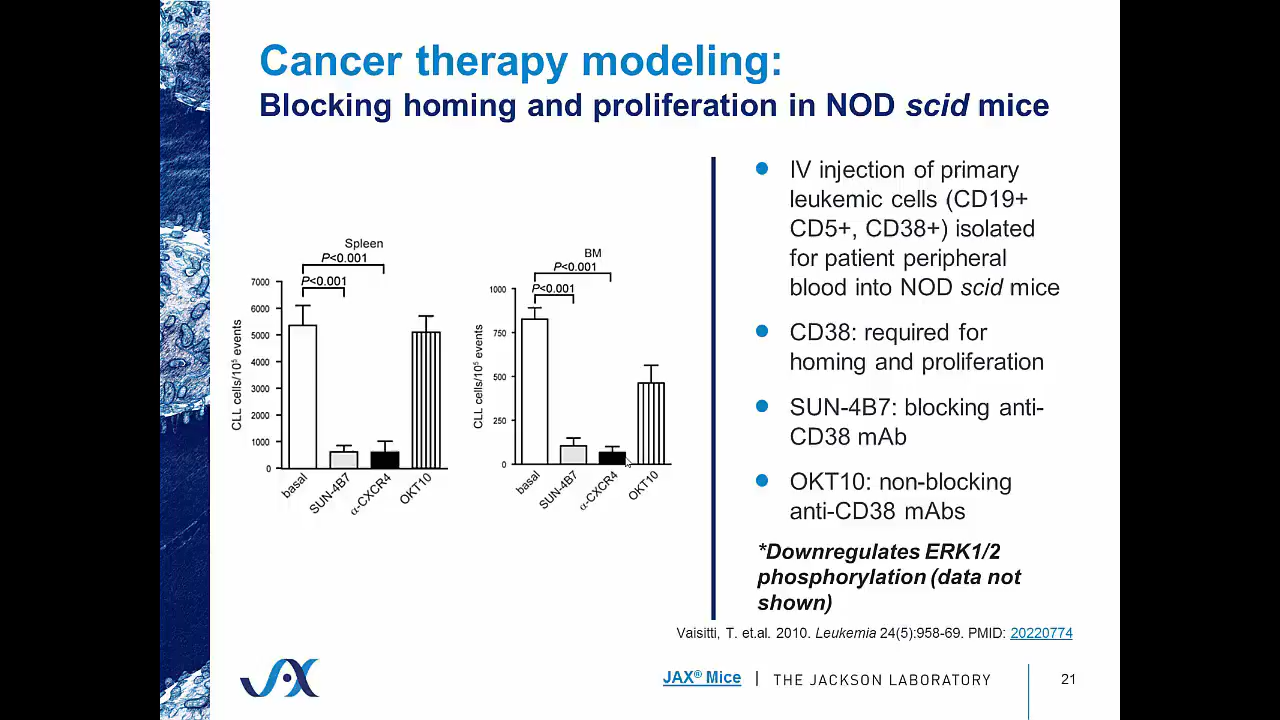 Cancer therapy modeling:
Blocking homing and proliferation in NOD scid mice
Spleen
P<0.001
P<0.001
7000
6000
5000
4000
3000
2000
1000
0
CLL cells/10⁵ events
basal
SUN-4B7
α-CXCR4
OKT10
BM
P<0.001
P<0.001
1000
750
500
250
0
CLL cells/10⁵ events
basal
SUN-4B7
α-CXCR4
OKT10
IV injection of primary
leukemic cells (CD19+
CD5+, CD38+) isolated
for patient peripheral
blood into NOD scid mice
CD38: required for
homing and proliferation
SUN-4B7: blocking anti-
CD38 mAb
OKT10: non-blocking
anti-CD38 mAbs
*Downregulates ERK1/2
phosphorylation (data not
shown)
Vaisitti, T. et.al. 2010. Leukemia 24(5):958-69. PMID: 20220774
JAX
JAX® Mice | THE JACKSON LABORATORY
21